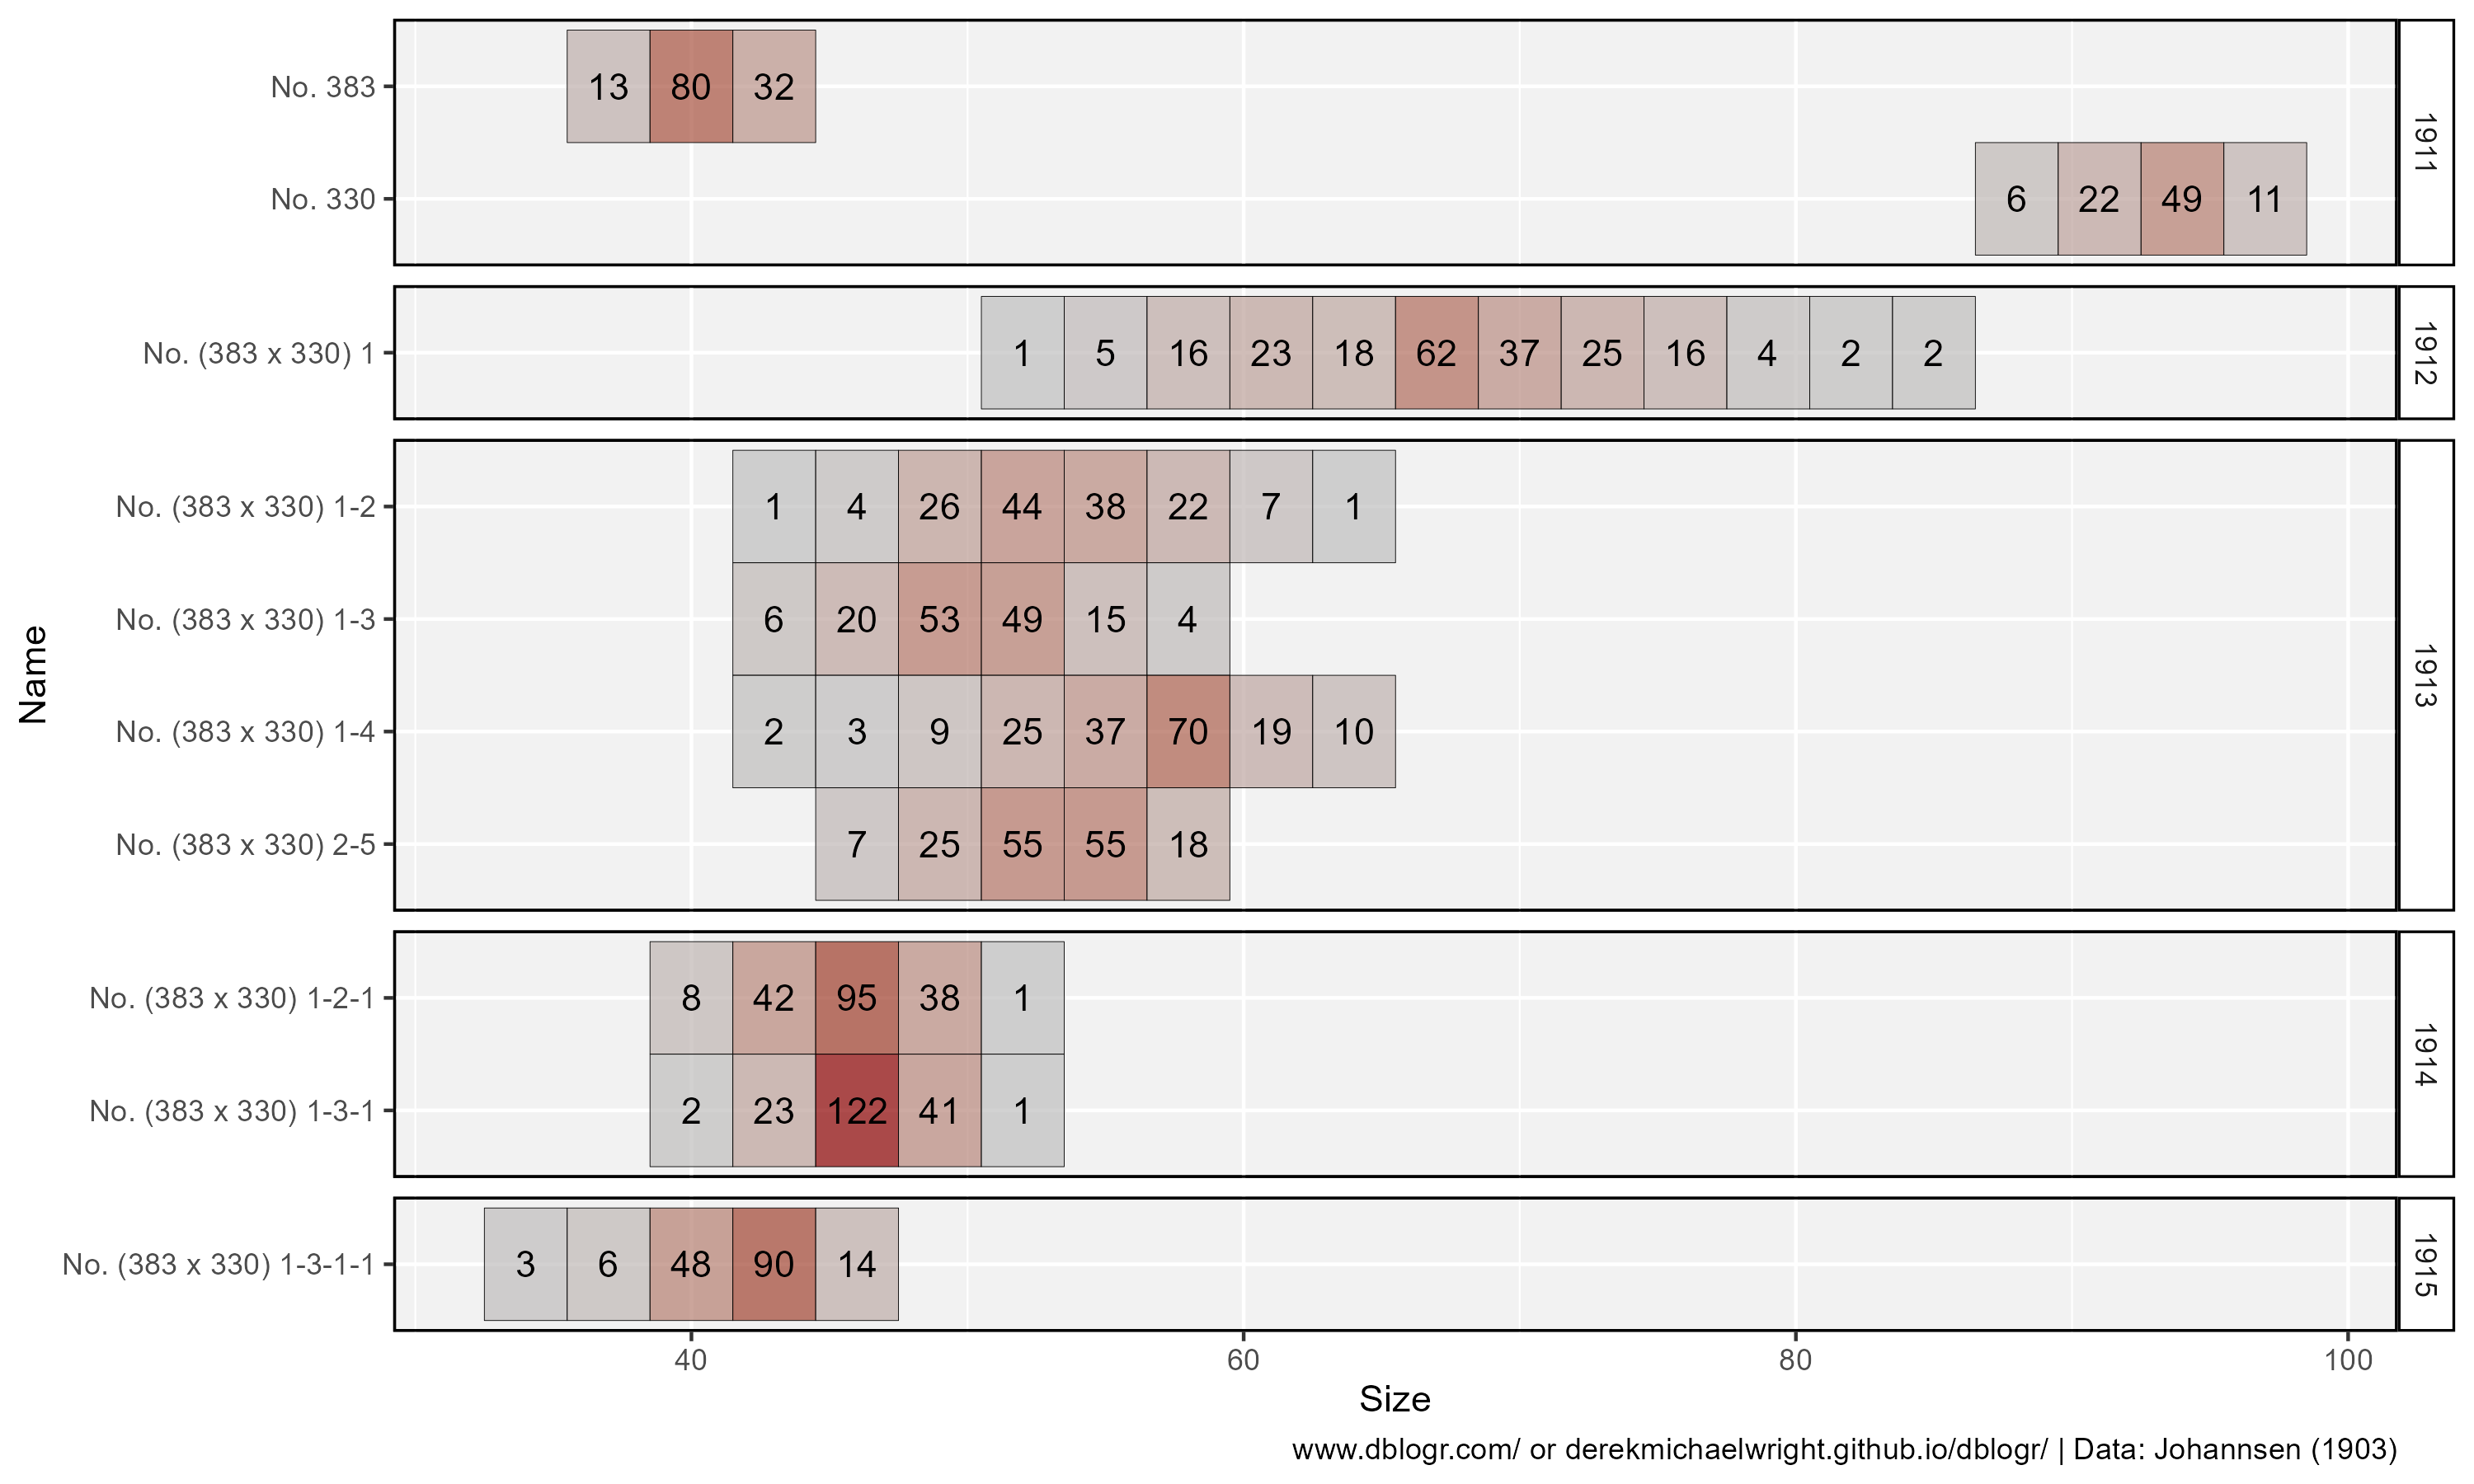 No. 383 13 80 32
No. 330 6 22 49 11
1911
No. (383 x 330) 1 1 5 16 23 18 62 37 25 16 4 2 2
1912
No. (383 x 330) 1-2 1 4 26 44 38 22 7 1
No. (383 x 330) 1-3 6 20 53 49 15 4
No. (383 x 330) 1-4 2 3 9 25 37 70 19 10
No. (383 x 330) 2-5 7 25 55 55 18
1913
No. (383 x 330) 1-2-1 8 42 95 38 1
No. (383 x 330) 1-3-1 2 23 122 41 1
1914
No. (383 x 330) 1-3-1-1 3 6 48 90 14
1915
Name
40 60 80 100
Size
www.dblogr.com/ or derekmichaelwright.github.io/dblogr/ | Data: Johannsen (1903)